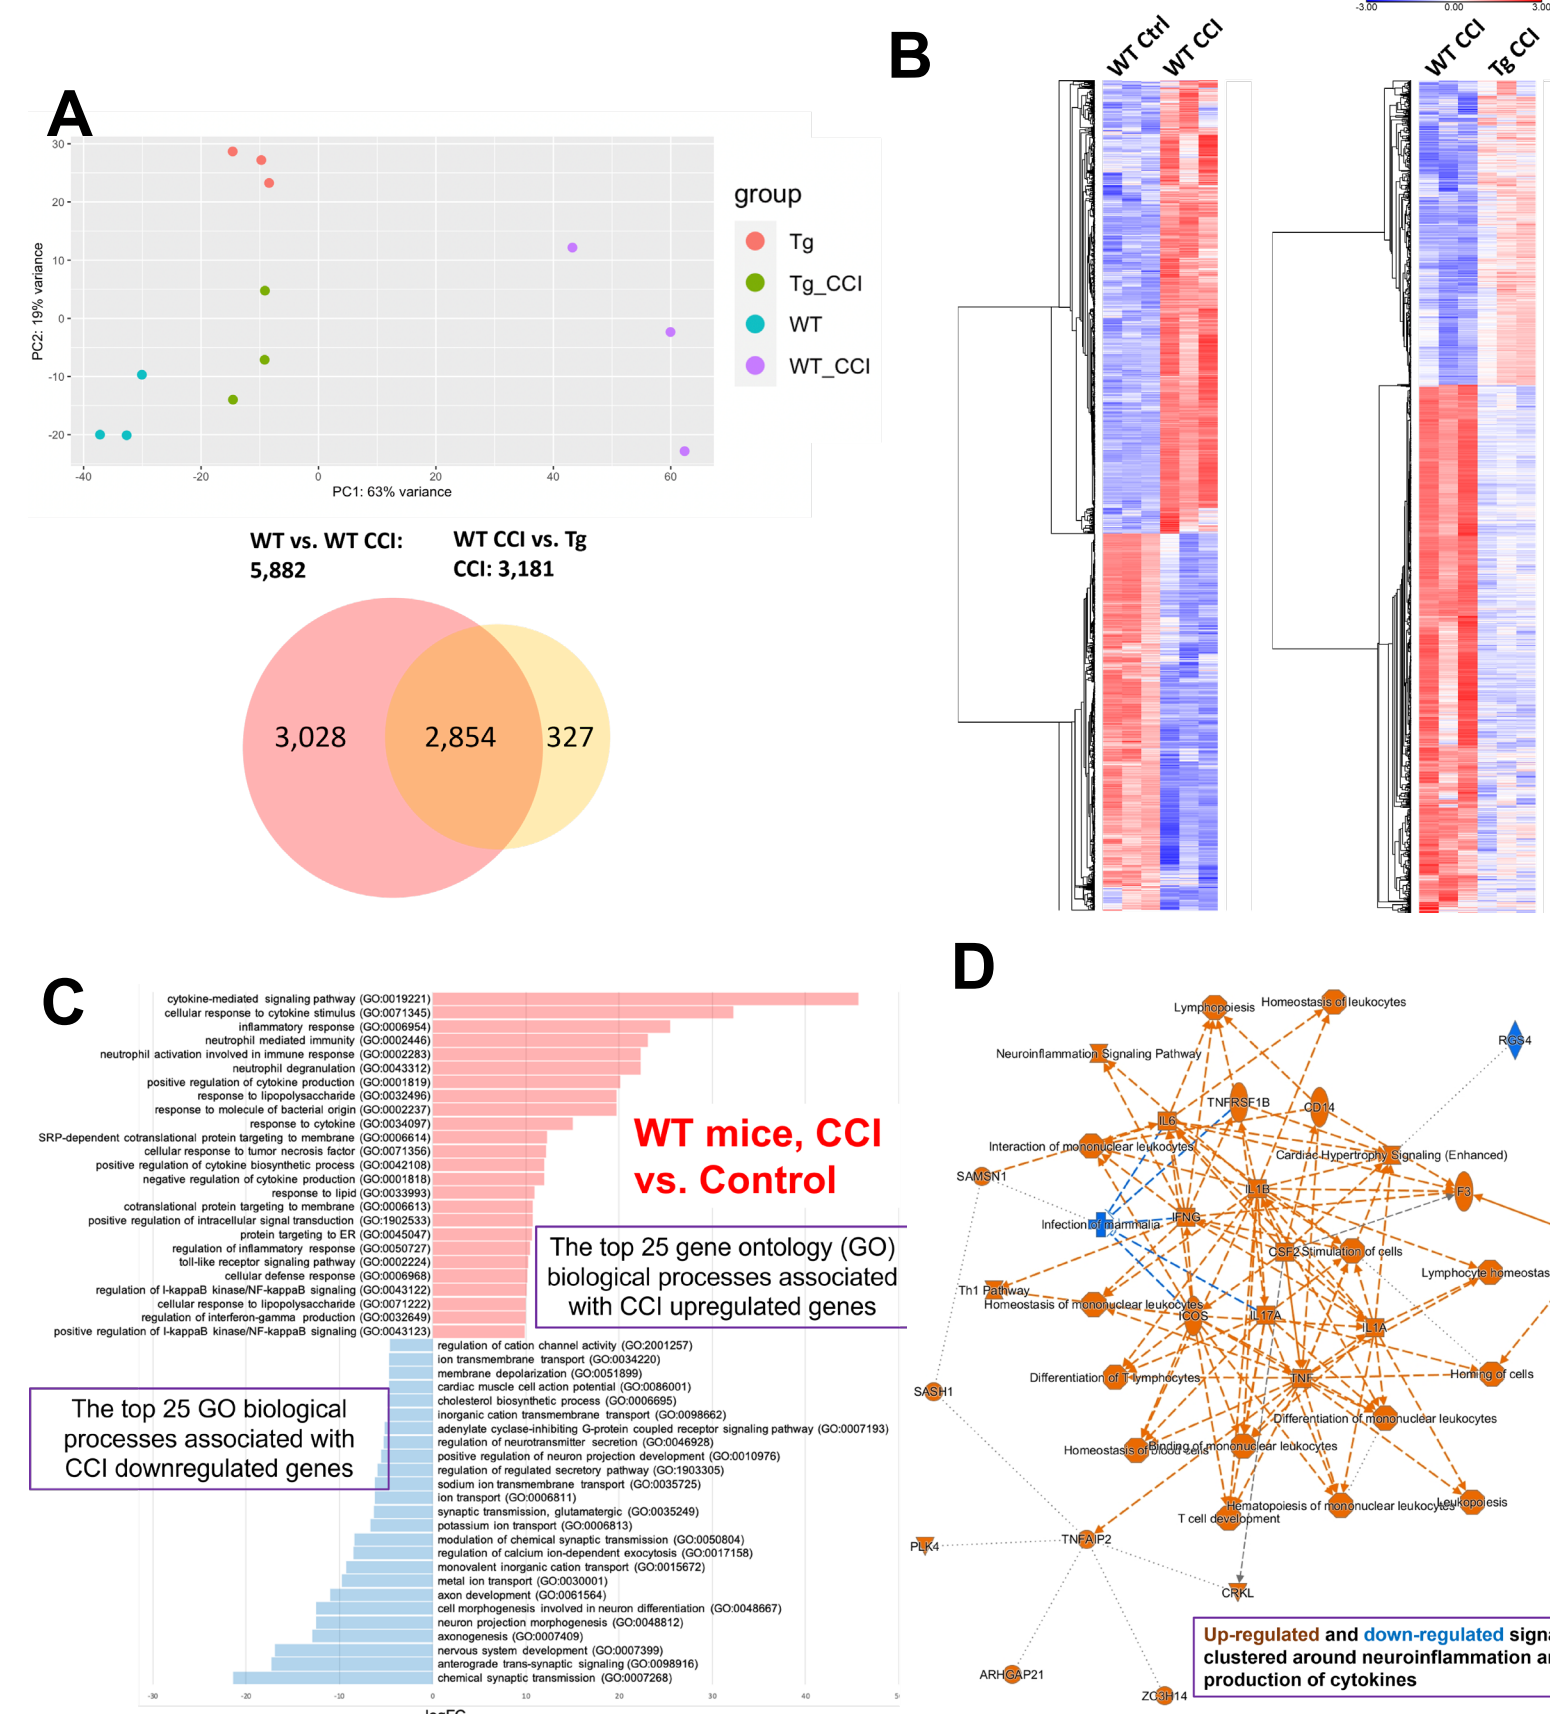 A
30
20
10
0
-10
-20
-40
-20
0
20
40
60
PC1: 63% variance
PC2: 19% variance
group
Tg
Tg_CCI
WT
WT_CCI
WT vs. WT CCI:
5,882
WT CCI vs. Tg
CCI: 3,181
3,028
2,854
327
B
-3.00
0.00
3.00
WT Ctrl
WT CCI
WT CCI
Tg CCI
C
cytokine-mediated signaling pathway (GO:0019221)
cellular response to cytokine stimulus (GO:0071345)
inflammatory response (GO:0006954)
neutrophil mediated immunity (GO:0002446)
neutrophil activation involved in immune response (GO:0002283)
neutrophil degranulation (GO:0043312)
positive regulation of cytokine production (GO:0001819)
response to lipopolysaccharide (GO:0032496)
response to molecule of bacterial origin (GO:0002237)
response to cytokine (GO:0034097)
SRP-dependent cotranslational protein targeting to membrane (GO:0006614)
cellular response to tumor necrosis factor (GO:0071356)
positive regulation of cytokine biosynthetic process (GO:0042108)
negative regulation of cytokine production (GO:0001818)
response to lipid (GO:0033993)
cotranslational protein targeting to membrane (GO:0006613)
positive regulation of intracellular signal transduction (GO:1902533)
protein targeting to ER (GO:0045047)
regulation of inflammatory response (GO:0050727)
toll-like receptor signaling pathway (GO:0002224)
cellular defense response (GO:0006968)
regulation of I-kappaB kinase/NF-kappaB signaling (GO:0043122)
cellular response to lipopolysaccharide (GO:0071222)
regulation of interferon-gamma production (GO:0032649)
positive regulation of I-kappaB kinase/NF-kappaB signaling (GO:0043123)
WT mice, CCI
vs. Control
The top 25 gene ontology (GO)
biological processes associated
with CCI upregulated genes
regulation of cation channel activity (GO:2001257)
ion transmembrane transport (GO:0034220)
membrane depolarization (GO:0051899)
cardiac muscle cell action potential (GO:0086001)
cholesterol biosynthetic process (GO:0006695)
inorganic cation transmembrane transport (GO:0098662)
adenylate cyclase-inhibiting G-protein coupled receptor signaling pathway (GO:0007193)
regulation of neurotransmitter secretion (GO:0046928)
positive regulation of neuron projection development (GO:0010976)
regulation of regulated secretory pathway (GO:1903305)
sodium ion transmembrane transport (GO:0035725)
ion transport (GO:0006811)
synaptic transmission, glutamatergic (GO:0035249)
potassium ion transport (GO:0006813)
modulation of chemical synaptic transmission (GO:0050804)
regulation of calcium ion-dependent exocytosis (GO:0017158)
monovalent inorganic cation transport (GO:0015672)
metal ion transport (GO:0030001)
axon development (GO:0061564)
cell morphogenesis involved in neuron differentiation (GO:0048667)
neuron projection morphogenesis (GO:0048812)
axonogenesis (GO:0007409)
nervous system development (GO:0007399)
anterograde trans-synaptic signaling (GO:0098916)
chemical synaptic transmission (GO:0007268)
The top 25 GO biological
processes associated with
CCI downregulated genes
-30
-20
-10
0
10
20
30
40
D
Lymphopoiesis
Homeostasis of leukocytes
RGS4
Neuroinflammation Signaling Pathway
TNFRSF1B
CD14
IL6
Interaction of mononuclear leukocytes
Cardiac Hypertrophy Signaling (Enhanced)
SAMSN1
IL1B
F3
Infection of mammalia
IFNG
CSF2
Stimulation of cells
Lymphocyte homeostas
Th1 Pathway
Homeostasis of mononuclear leukocytes
ICOS
IL17A
IL1A
Differentiation of T lymphocytes
TNF
Homing of cells
SASH1
Differentiation of mononuclear leukocytes
Homeostasis of blood cells
Binding of mononuclear leukocytes
Hematopoiesis of mononuclear leukocytes
Leukopoiesis
T cell development
PLK4
TNFAIP2
CRKL
ARHGAP21
ZC3H14
Up-regulated and down-regulated signa
clustered around neuroinflammation a
production of cytokines